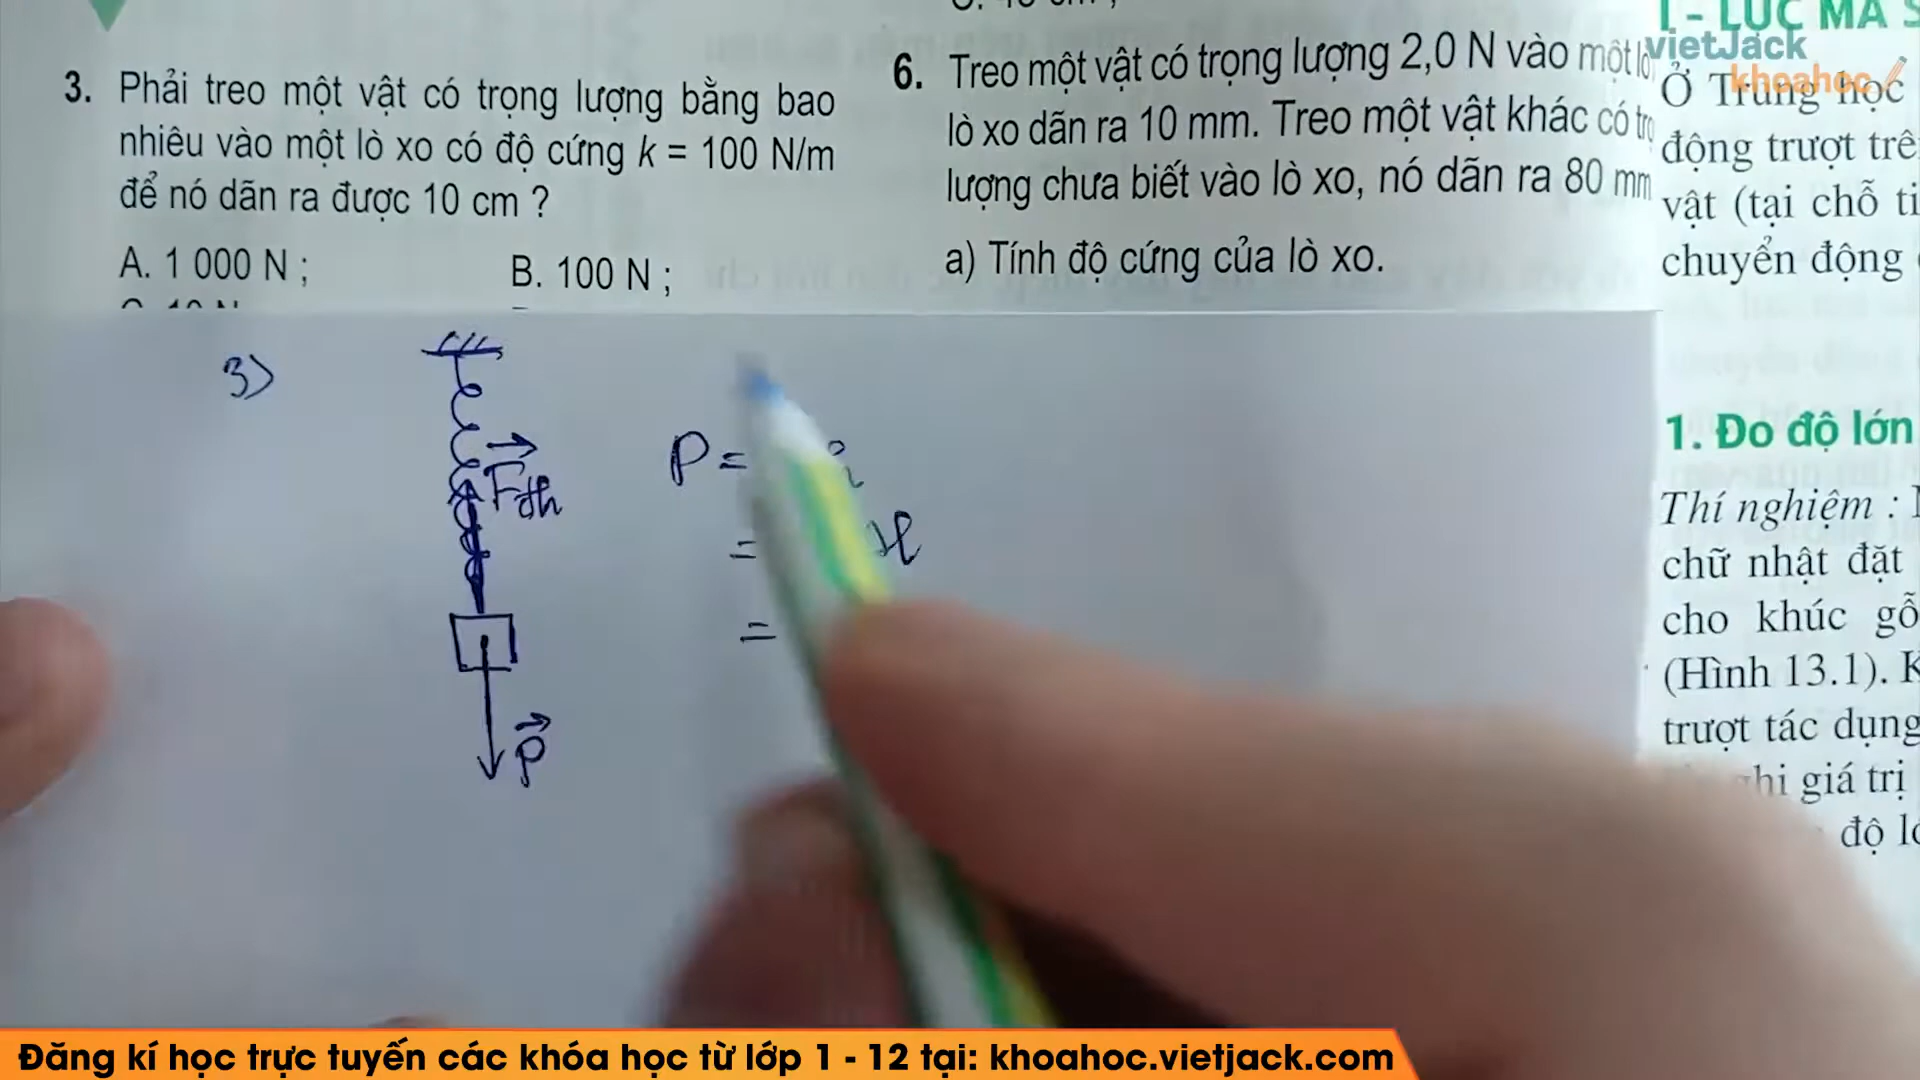 3. Phải treo một vật có trọng lượng bằng bao
nhiêu vào một lò xo có độ cứng k = 100 N/m
để nó dãn ra được 10 cm ?
A. 1 000 N ;
B. 100 N ;
6. Treo một vật có trọng lượng 2,0 N vào một
lò xo dãn ra 10 mm. Treo một vật khác có
lượng chưa biết vào lò xo, nó dãn ra 80 mm
a) Tính độ cứng của lò xo.
I - LỰC MA
vietJack
khoahoc
Ở Trung học
động trượt
vật (tại chỗ
chuyển động
1. Đo độ lớn
Thí nghiệm :
chữ nhật đặt
cho khúc gỗ
(Hình 13.1).
trượt tác dụng
ghi giá trị
độ
3)
Fđh
P
P =
=
=
Đăng kí học trực tuyến các khóa học từ lớp 1 - 12 tại: khoahoc.vietjack.com